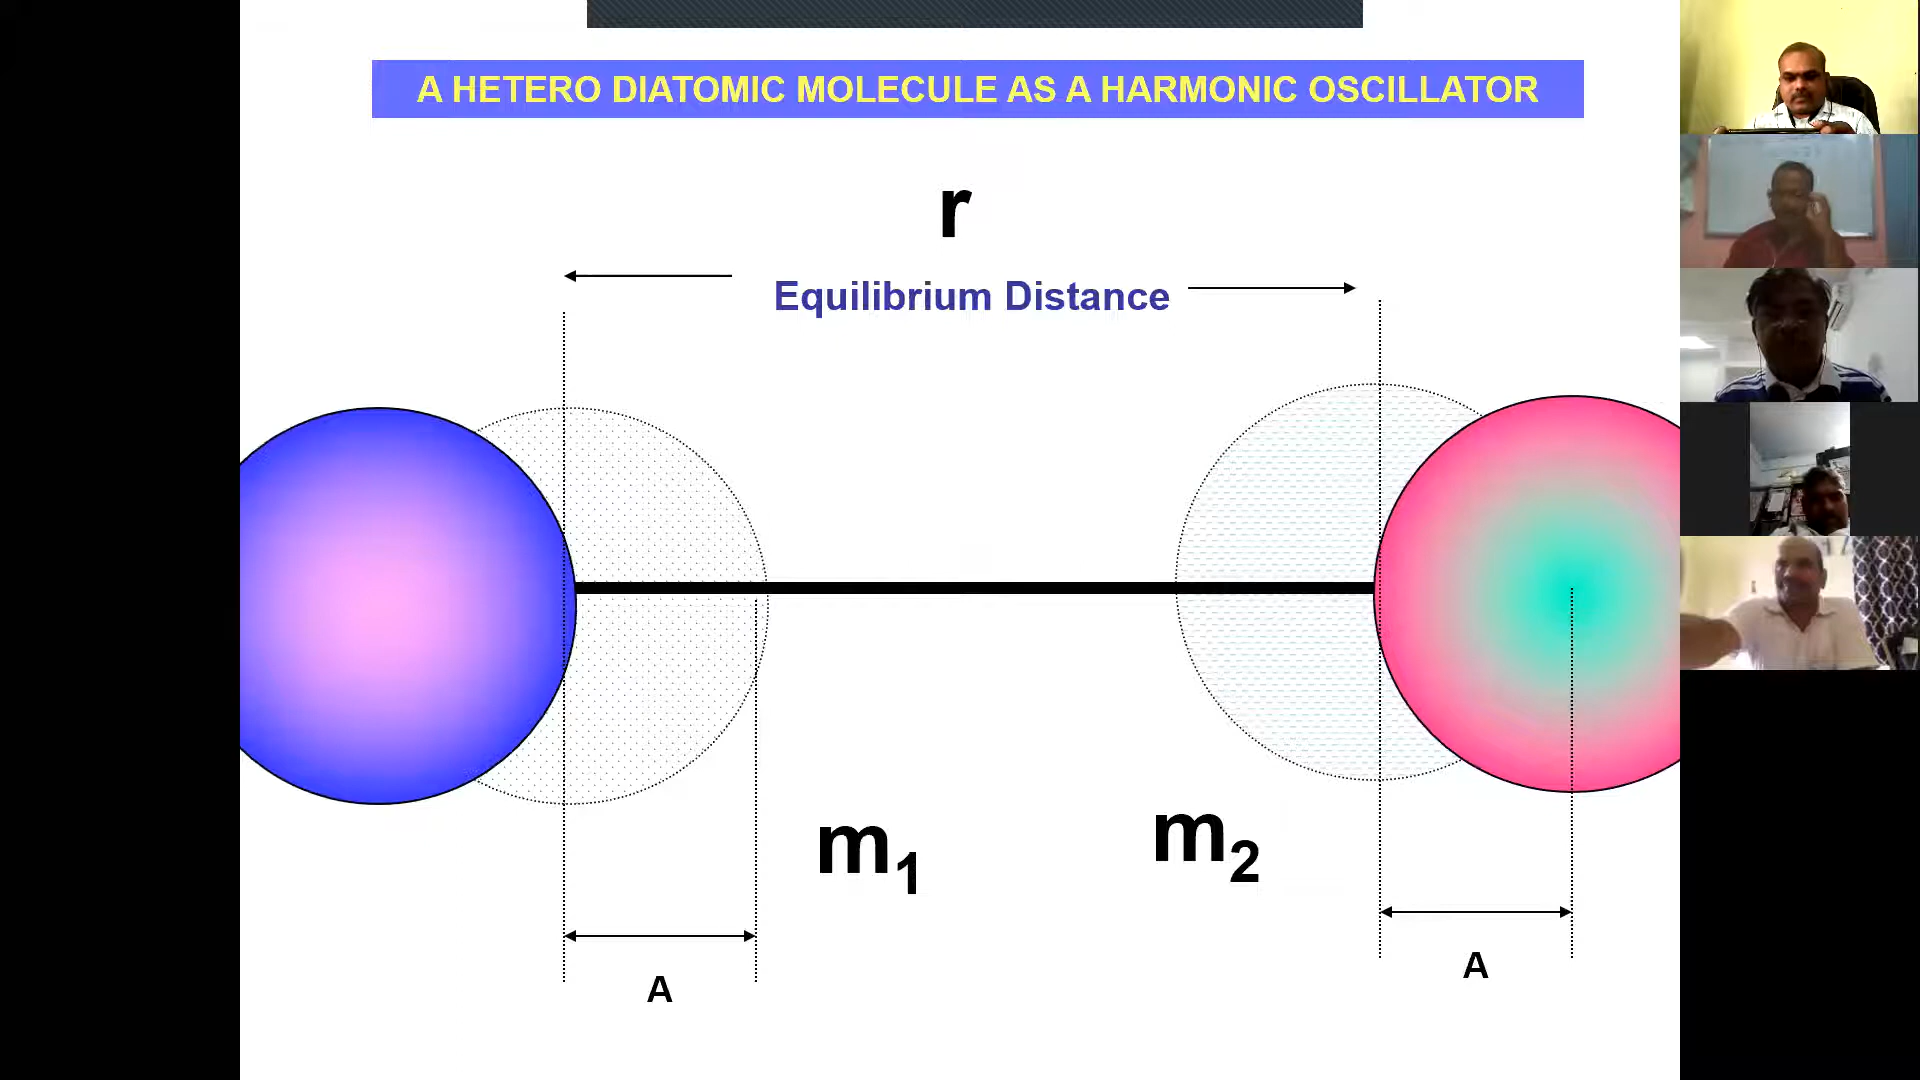 A HETERO DIATOMIC MOLECULE AS A HARMONIC OSCILLATOR
r
Equilibrium Distance
m₁
m₂
A
A